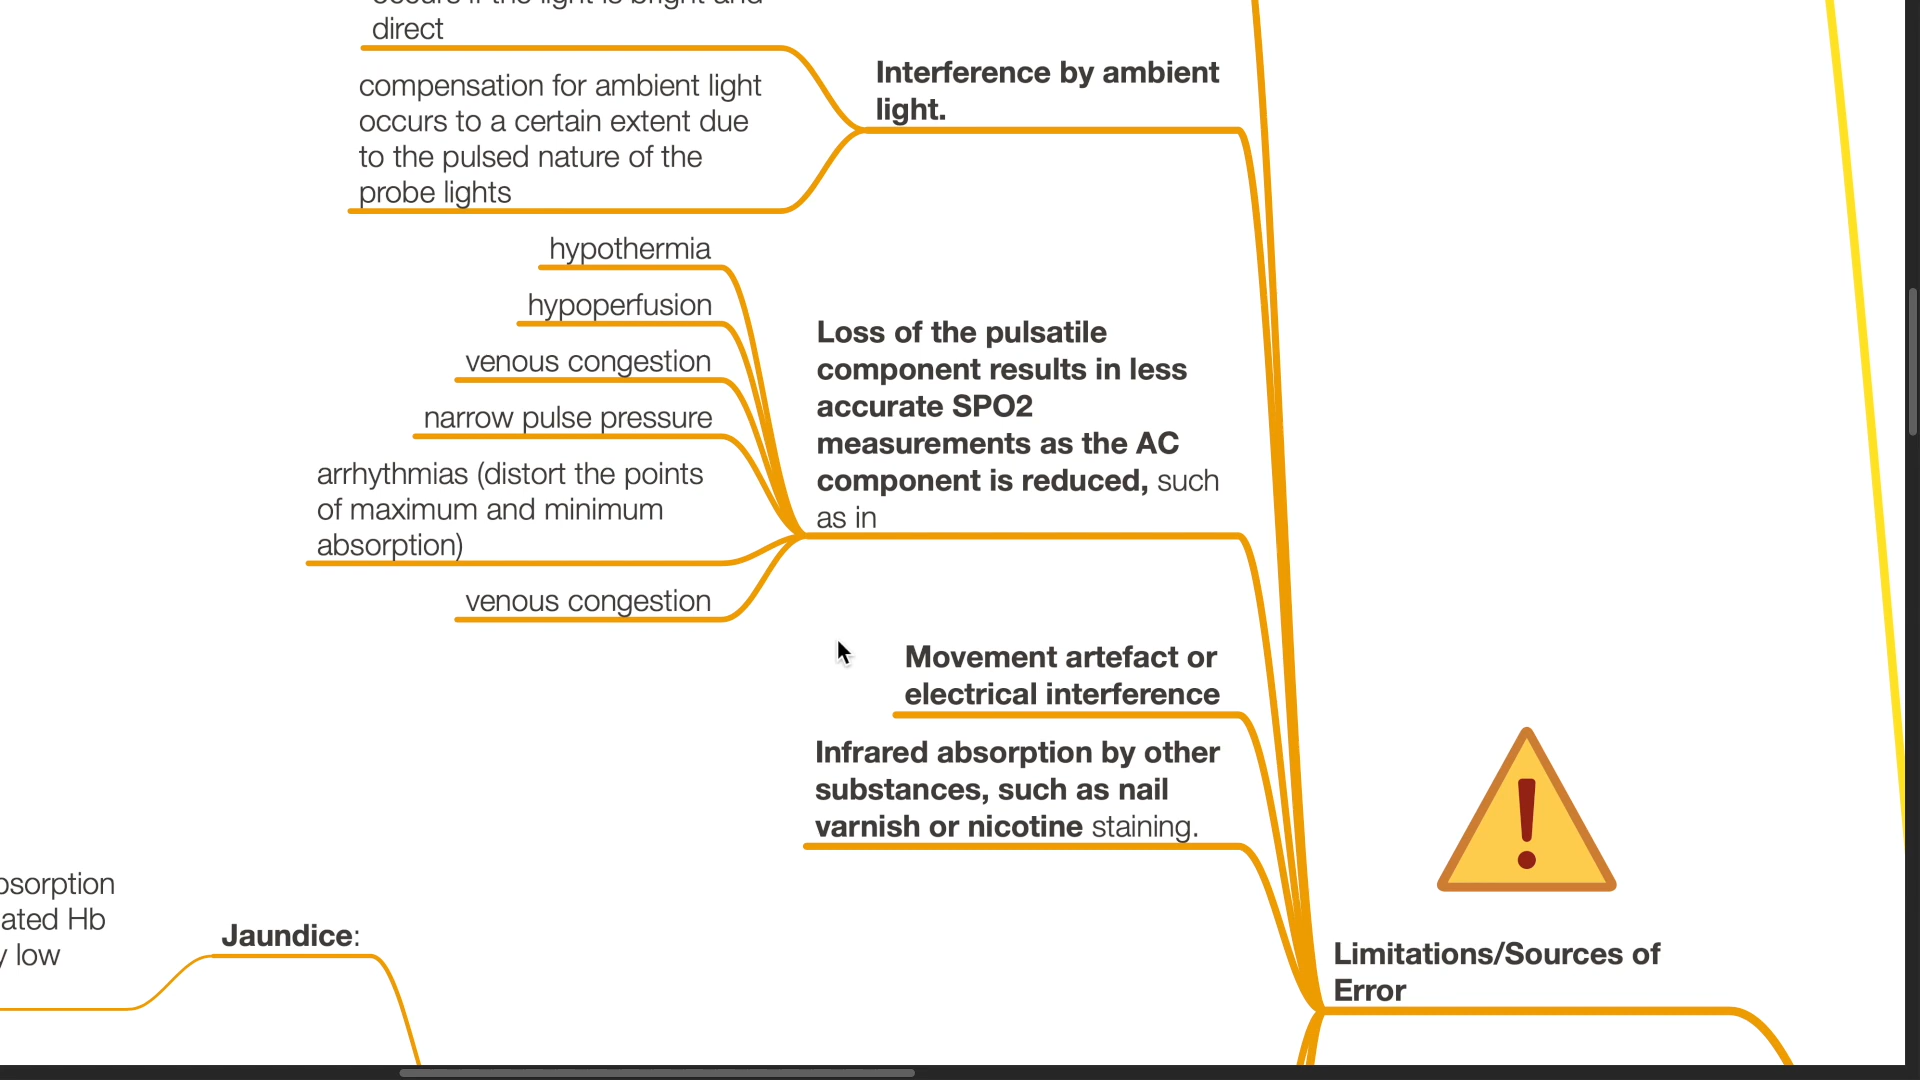 direct
compensation for ambient light
occurs to a certain extent due
to the pulsed nature of the
probe lights
Interference by ambient
light.
hypothermia
hypoperfusion
venous congestion
narrow pulse pressure
arrhythmias (distort the points
of maximum and minimum
absorption)
venous congestion
Loss of the pulsatile
component results in less
accurate SPO2
measurements as the AC
component is reduced, such
as in
Movement artefact or
electrical interference
Infrared absorption by other
substances, such as nail
varnish or nicotine staining.
Hb
low
Jaundice:
Limitations/Sources of
Error